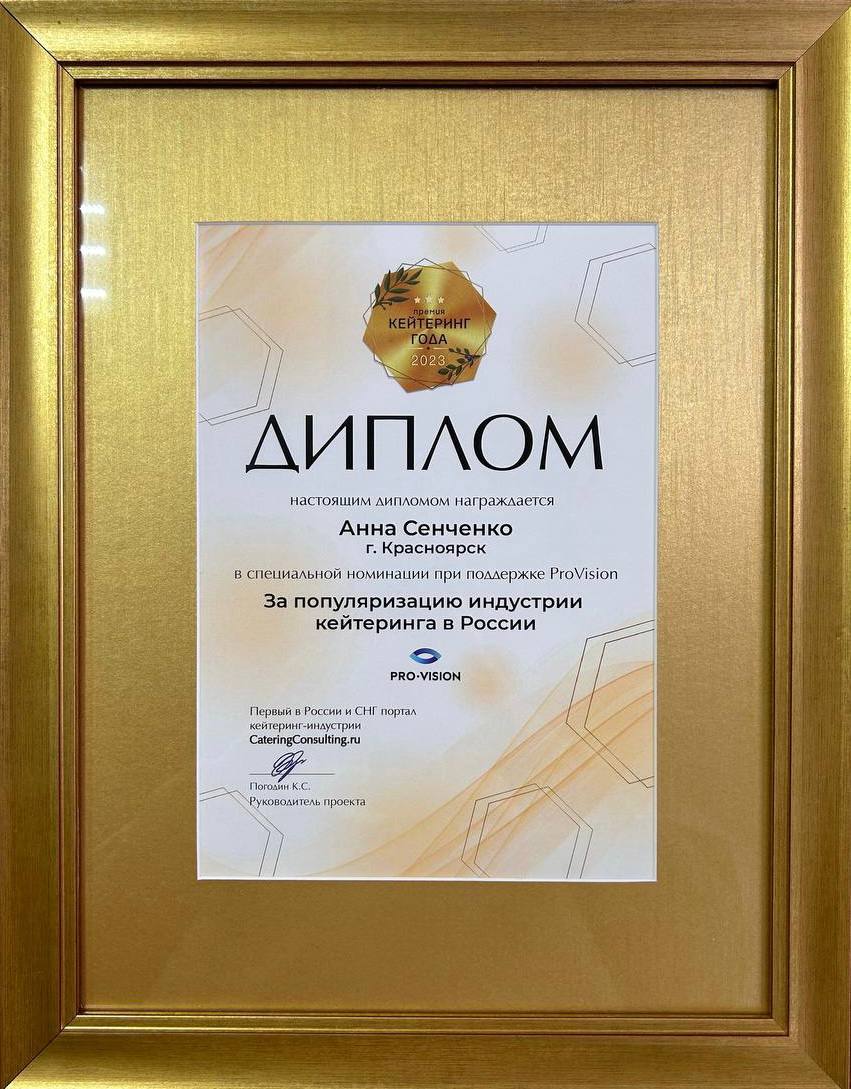 премия
КЕЙТЕРИНГ
ГОДА
2023
ДИПЛОМ
настоящим дипломом награждается
Анна Сенченко
г. Красноярск
в специальной номинации при поддержке ProVision
За популяризацию индустрии
кейтеринга в России
PRO•VISION
Первый в России и СНГ портал
кейтеринг-индустрии
CateringConsulting.ru
Погодин К.С.
Руководитель проекта